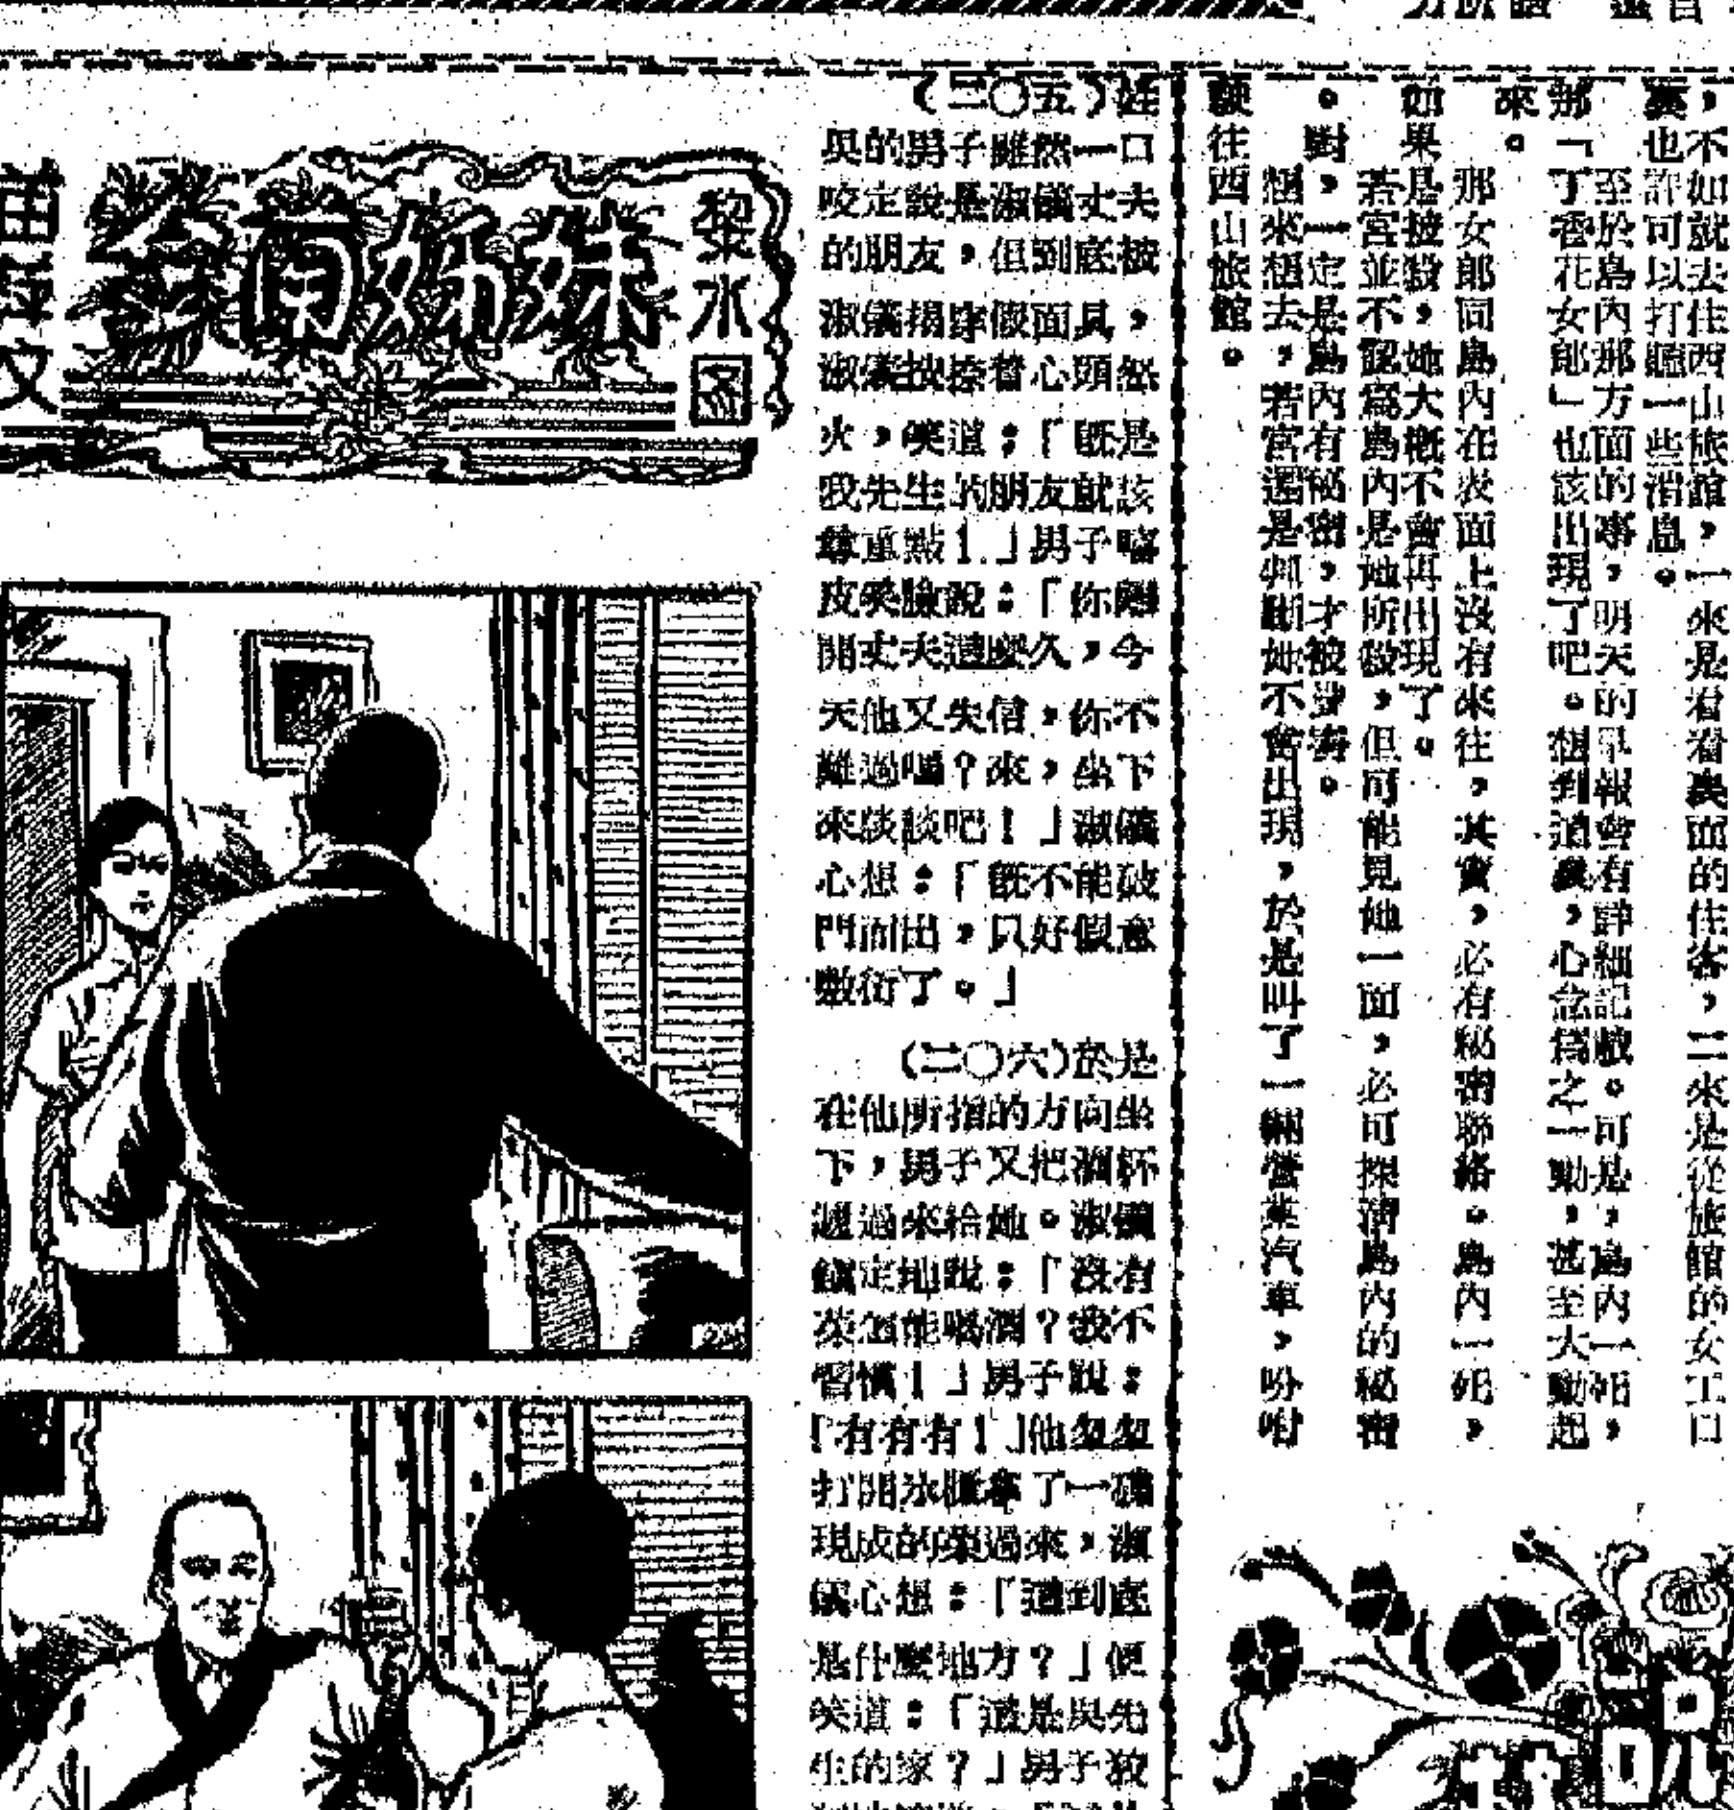 ，不如就去住西山旅館，一來是看看裏面的住客，二來是從旅館的女工口
裏也許可以打聽一些消息。
至於島內那方面的事，明天的早報當有詳細記載。可是，島內一死，
那「丁香花女郎」也該出現了吧。想到這裏，心念爲之一動，甚至大動起
來。
那女郎同島內在表面上沒有來往，其實，必有秘密聯絡。島內一死，
如果是被殺，她大概不會再出現了。
若宮並不認爲島內是她所殺，但可能見她一面，必可探清島內的秘密
。對，一定是島內有秘密，才被謀害。
想來想去，若宮還是判斷她不會出現，於是叫了一輛營業汽車，吩咐
駛往西山旅館。
姊妹
黎水圖
文
（二〇五）姓
吳的男子雖然一口
咬定說是淑儀丈夫
的朋友，但到底被
淑儀揭穿假面具，
淑儀按捺着心頭怒
火，笑道：「既是
我先生的朋友就該
尊重點！」男子嘻
皮笑臉說：「你離
開丈夫這麼久，今
天他又失信，你不
難過嗎？來，坐下
來談談吧！」淑儀
心想：「既不能破
門而出，只好假意
敷衍了。」
（二〇六）於是
在他所指的方向坐
下，男子又把酒杯
遞過來給她。淑儀
鎮定地說：「沒有
菜怎能喝酒？我不
習慣！」男子說：
「有有有！」他匆匆
打開冰櫃拿了一碟
現成的菜過來，淑
儀心想：「這到底
是什麼地方？」便
笑道：「這是吳先
生的家？」男子狡